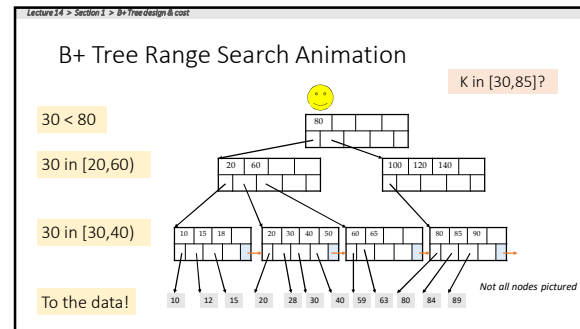 Lecture 14 > Section 1 > B+ Tree design & cost
B+ Tree Range Search Animation
K in [30,85]?
30 < 80
80
30 in [20,60)
20 60
100 120 140
30 in [30,40)
10 15 18
20 30 40 50
60 65
80 85 90
To the data!
10 12 15 20 28 30 40 59 63 80 84 89
Not all nodes pictured